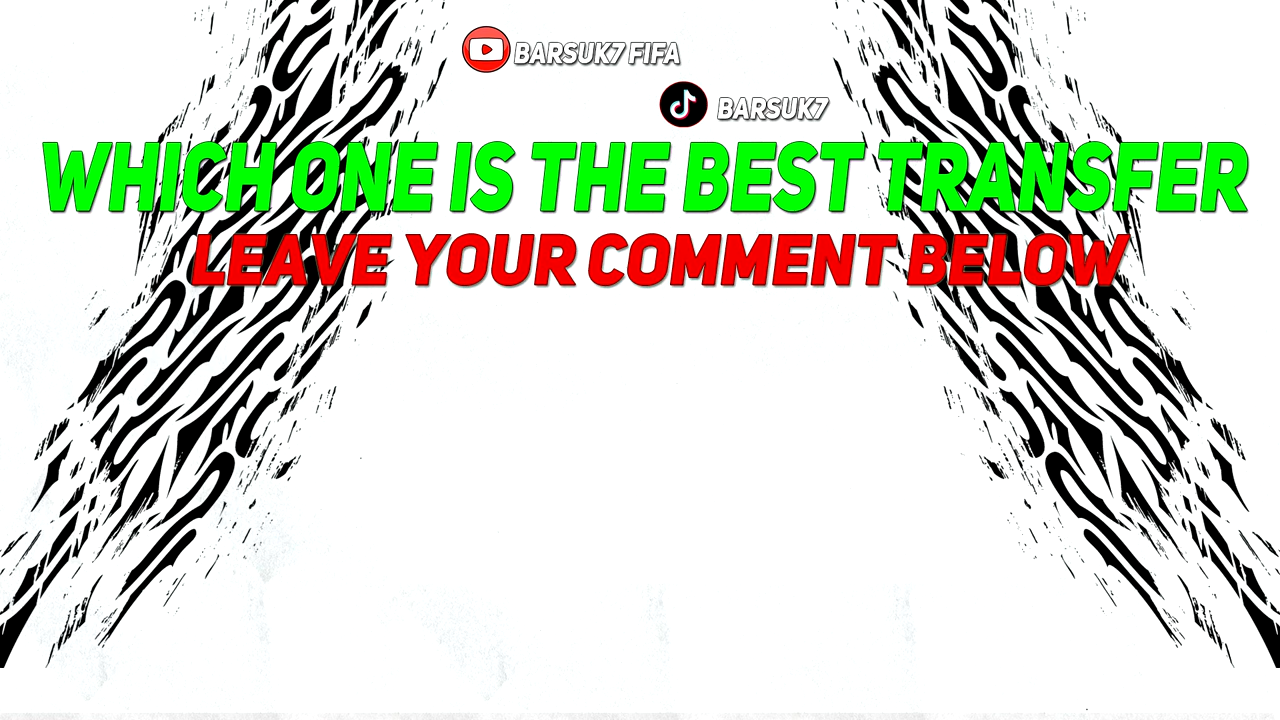 BARSUK7 FIFA
BARSUK7
WHICH ONE IS THE BEST TRANSFER
LEAVE YOUR COMMENT BELOW